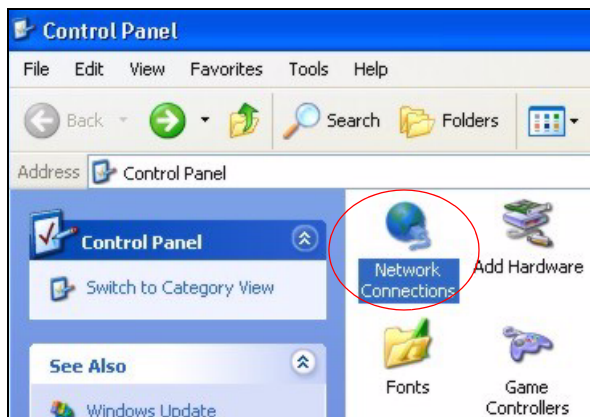 Control Panel
File Edit View Favorites Tools Help
Back Search Folders
Address Control Panel
Control Panel
Switch to Category View
See Also
Windows Update
Network
Connections
Add Hardware
Fonts
Game
Controllers